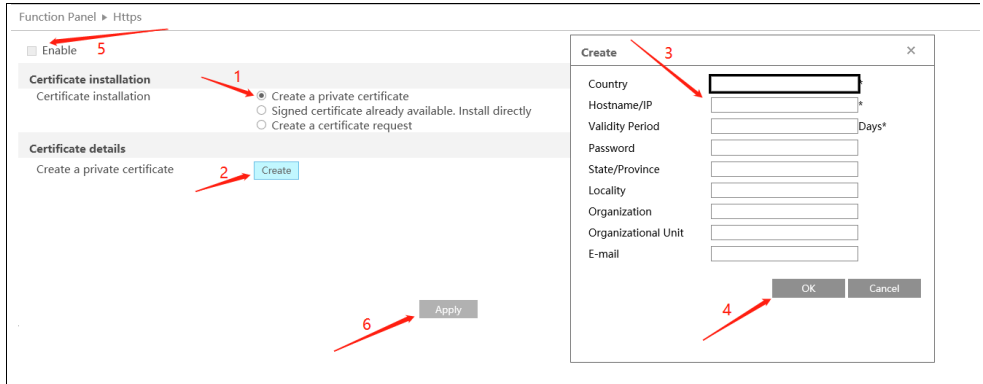 Function Panel ▸ Https
Enable 5
Certificate installation
Certificate installation
1
Create a private certificate
Signed certificate already available. Install directly
Create a certificate request
Certificate details
Create a private certificate
2
Create
Apply
6
Create
3
×
Country *
Hostname/IP *
Validity Period Days*
Password
State/Province
Locality
Organization
Organizational Unit
E-mail
OK Cancel
4